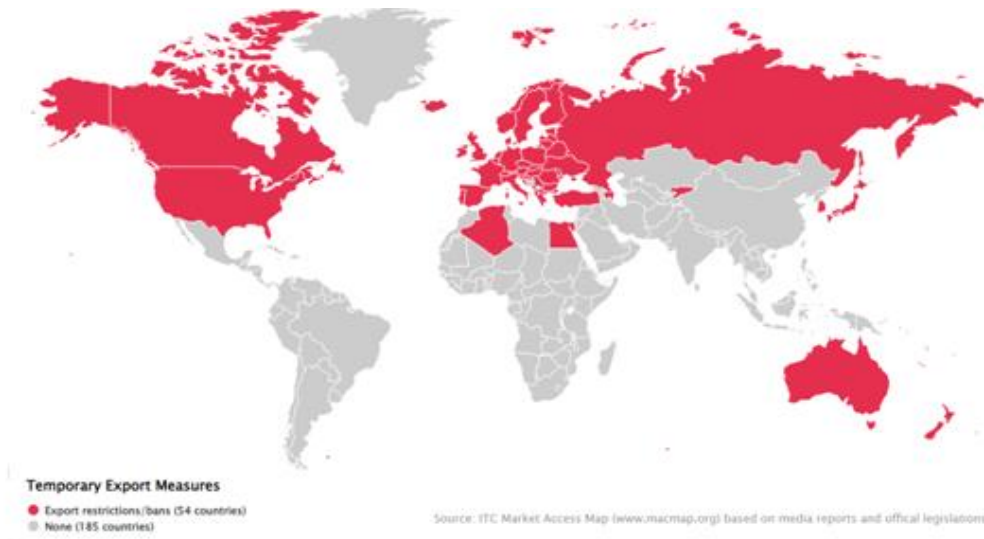 Temporary Export Measures
Export restrictions/bans (54 countries)
None (185 countries)
Source: ITC Market Access Map (www.macmap.org) based on media reports and offical legislations